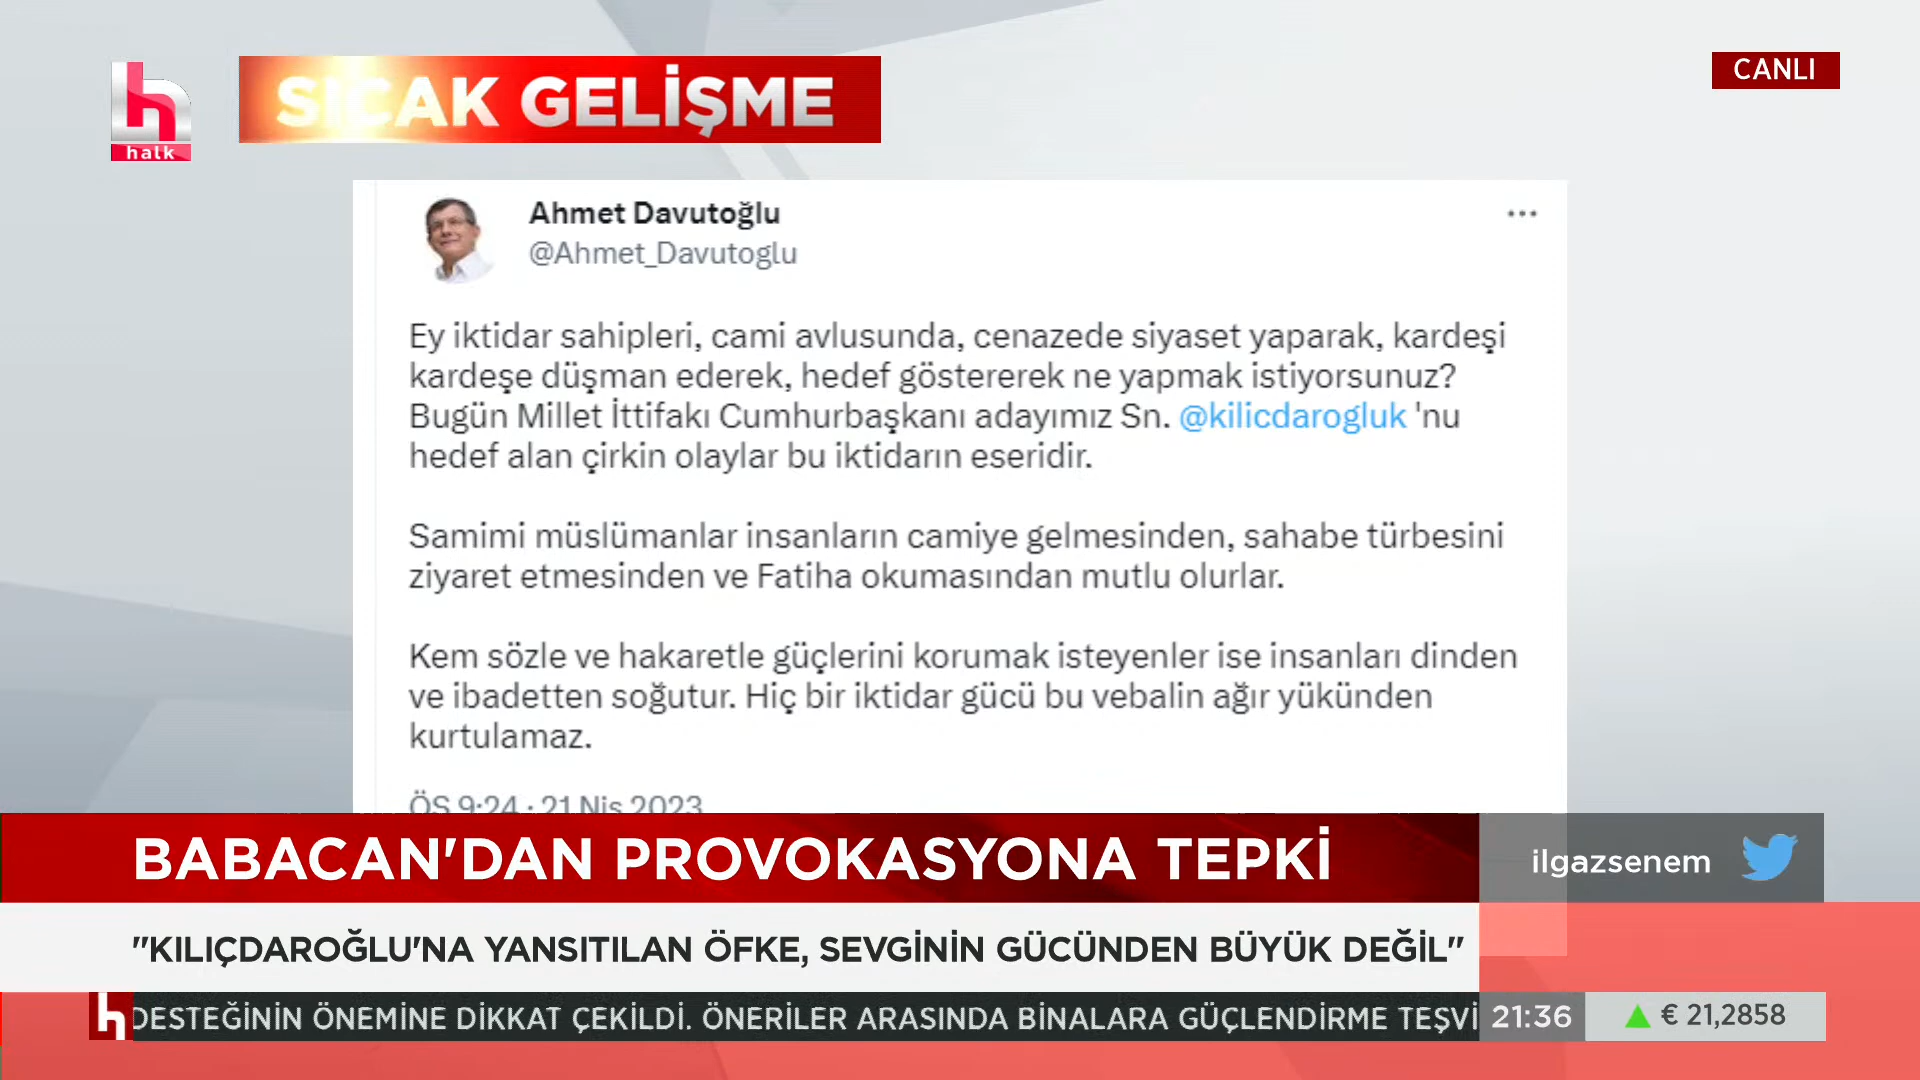 h
halk
SICAK GELİŞME
CANLI
Ahmet Davutoğlu
@Ahmet_Davutoglu
Ey iktidar sahipleri, cami avlusunda, cenazede siyaset yaparak, kardeşi
kardeşe düşman ederek, hedef göstererek ne yapmak istiyorsunuz?
Bugün Millet İttifakı Cumhurbaşkanı adayımız Sn. @kilicdarogluk 'nu
hedef alan çirkin olaylar bu iktidarın eseridir.
Samimi müslümanlar insanların camiye gelmesinden, sahabe türbesini
ziyaret etmesinden ve Fatiha okumasından mutlu olurlar.
Kem sözle ve hakaretle güçlerini korumak isteyenler ise insanları dinden
ve ibadetten soğutur. Hiç bir iktidar gücü bu vebalin ağır yükünden
kurtulamaz.
ÖS 9:24 · 21 Nis 2023
BABACAN'DAN PROVOKASYONA TEPKİ
ilgazsenem
"KILIÇDAROĞLU'NA YANSITILAN ÖFKE, SEVGİNİN GÜCÜNDEN BÜYÜK DEĞİL"
h DESTEĞİNİN ÖNEMİNE DİKKAT ÇEKİLDİ. ÖNERİLER ARASINDA BİNALARA GÜÇLENDİRME TEŞVİ
21:36
€ 21,2858